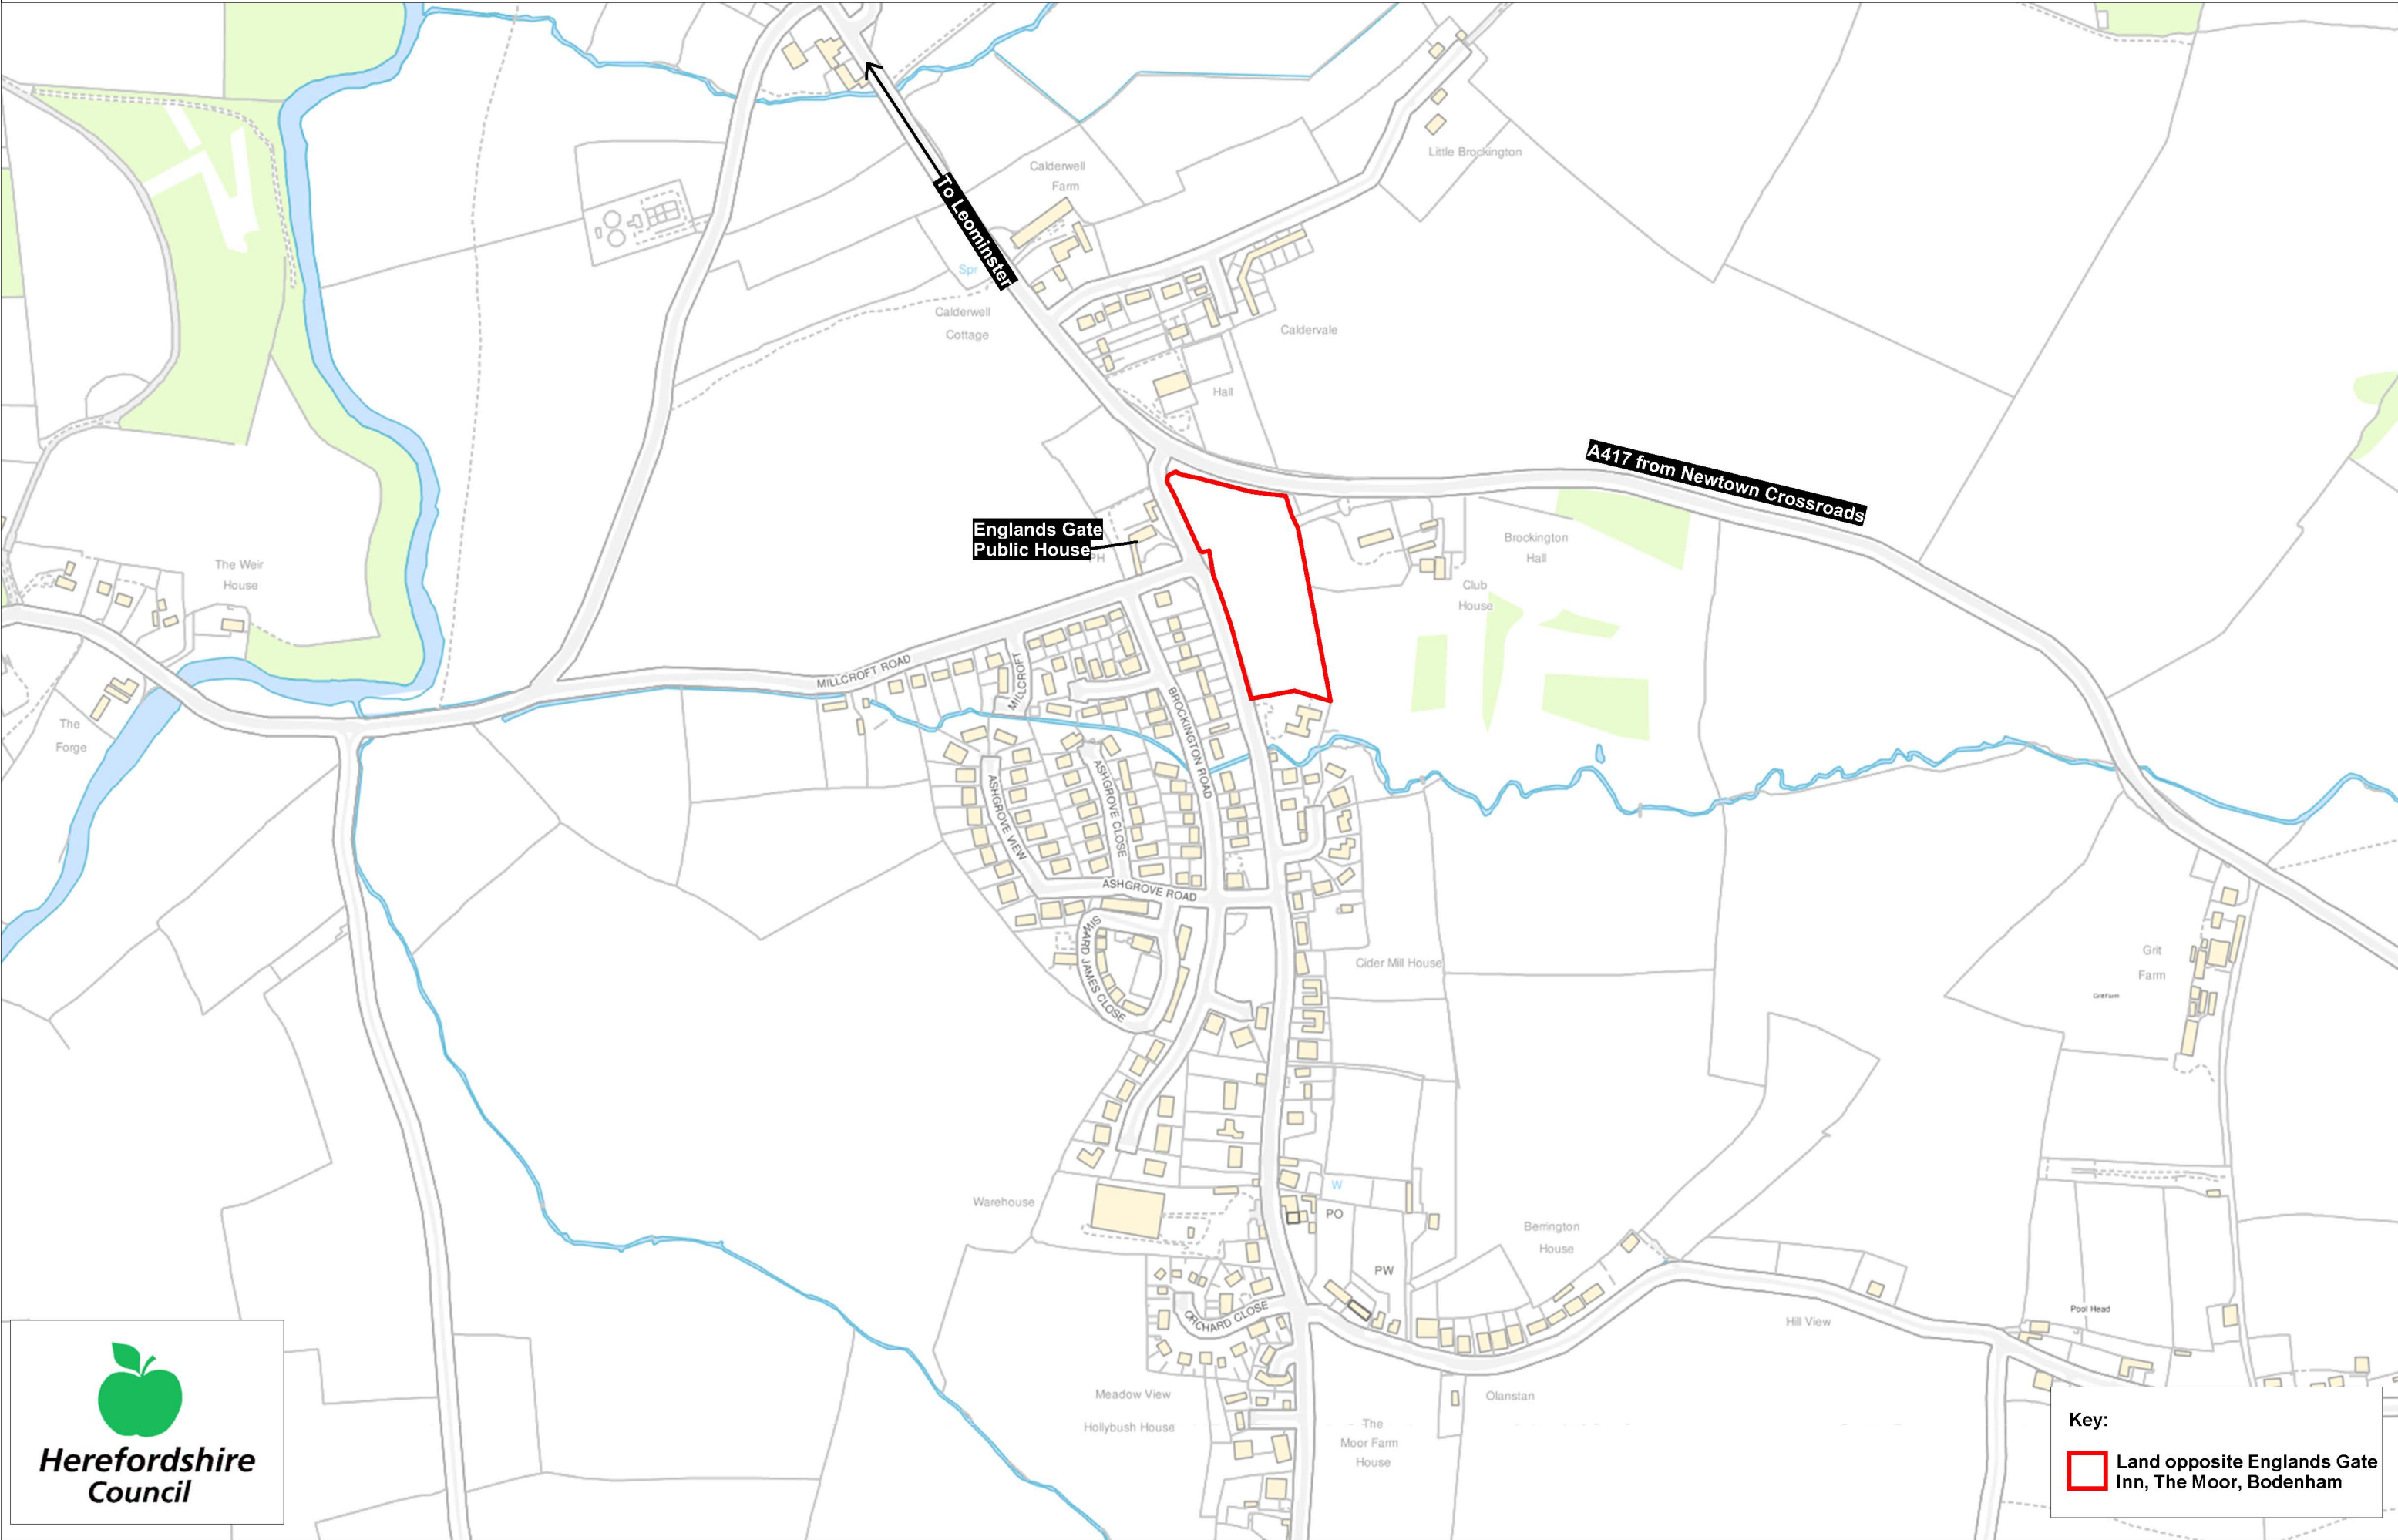 To Leominster
Calderwell
Farm
Little Brockington
Spr
Calderwell
Cottage
Caldervale
Hall
A417 from Newtown Crossroads
Englands Gate
Public House
PH
Brockington
Hall
Club
House
The Weir
House
The
Forge
MILLCROFT ROAD
MILLCROFT
BROCKINGTON ROAD
ASHGROVE VIEW
ASHGROVE CLOSE
ASHGROVE ROAD
SIWARD JAMES CLOSE
Cider Mill House
Grit
Farm
Grit Farm
Warehouse
W
PO
PW
Berrington
House
ORCHARD CLOSE
Hill View
Pool Head
Olanstan
Meadow View
Hollybush House
The
Moor Farm
House
Herefordshire
Council
Key:
Land opposite Englands Gate
Inn, The Moor, Bodenham